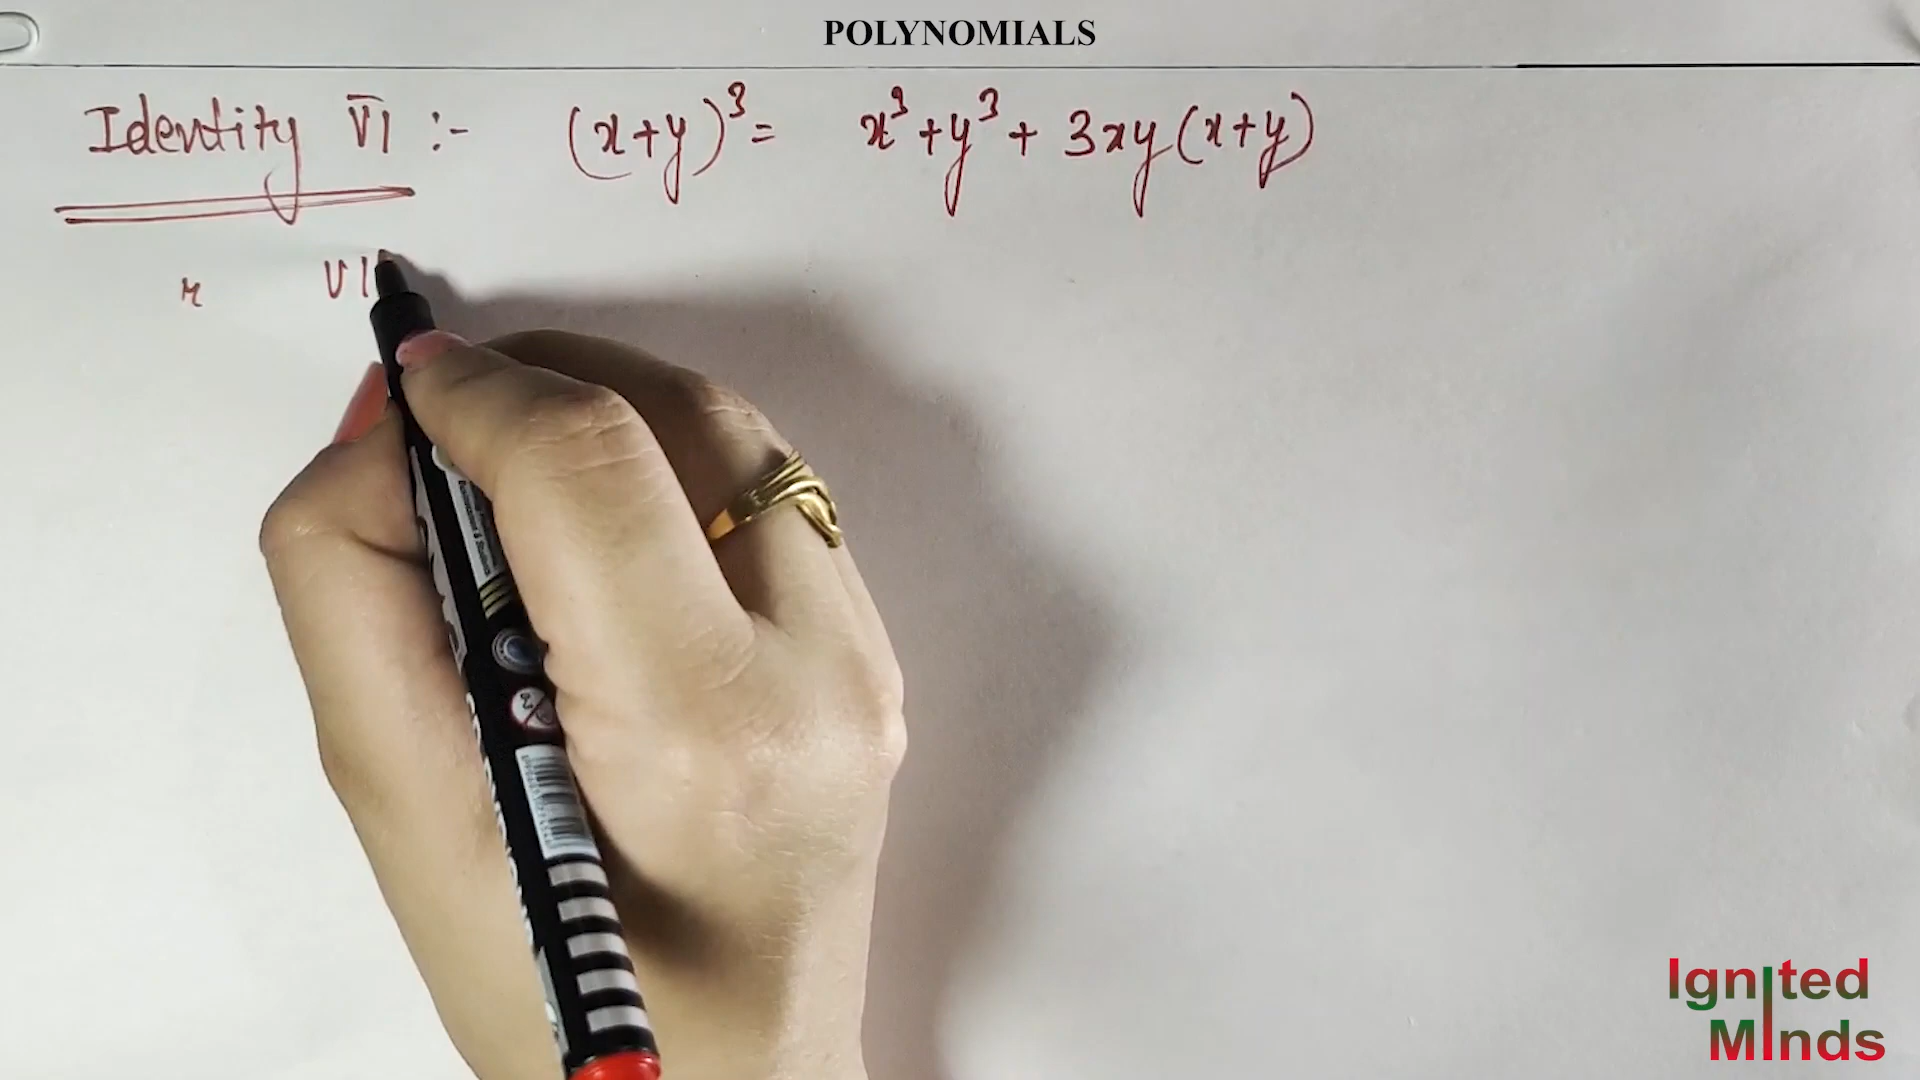 POLYNOMIALS
Identity VI :- (x+y)³ = x³+y³ + 3xy(x+y)
" VI
Ignited
Minds